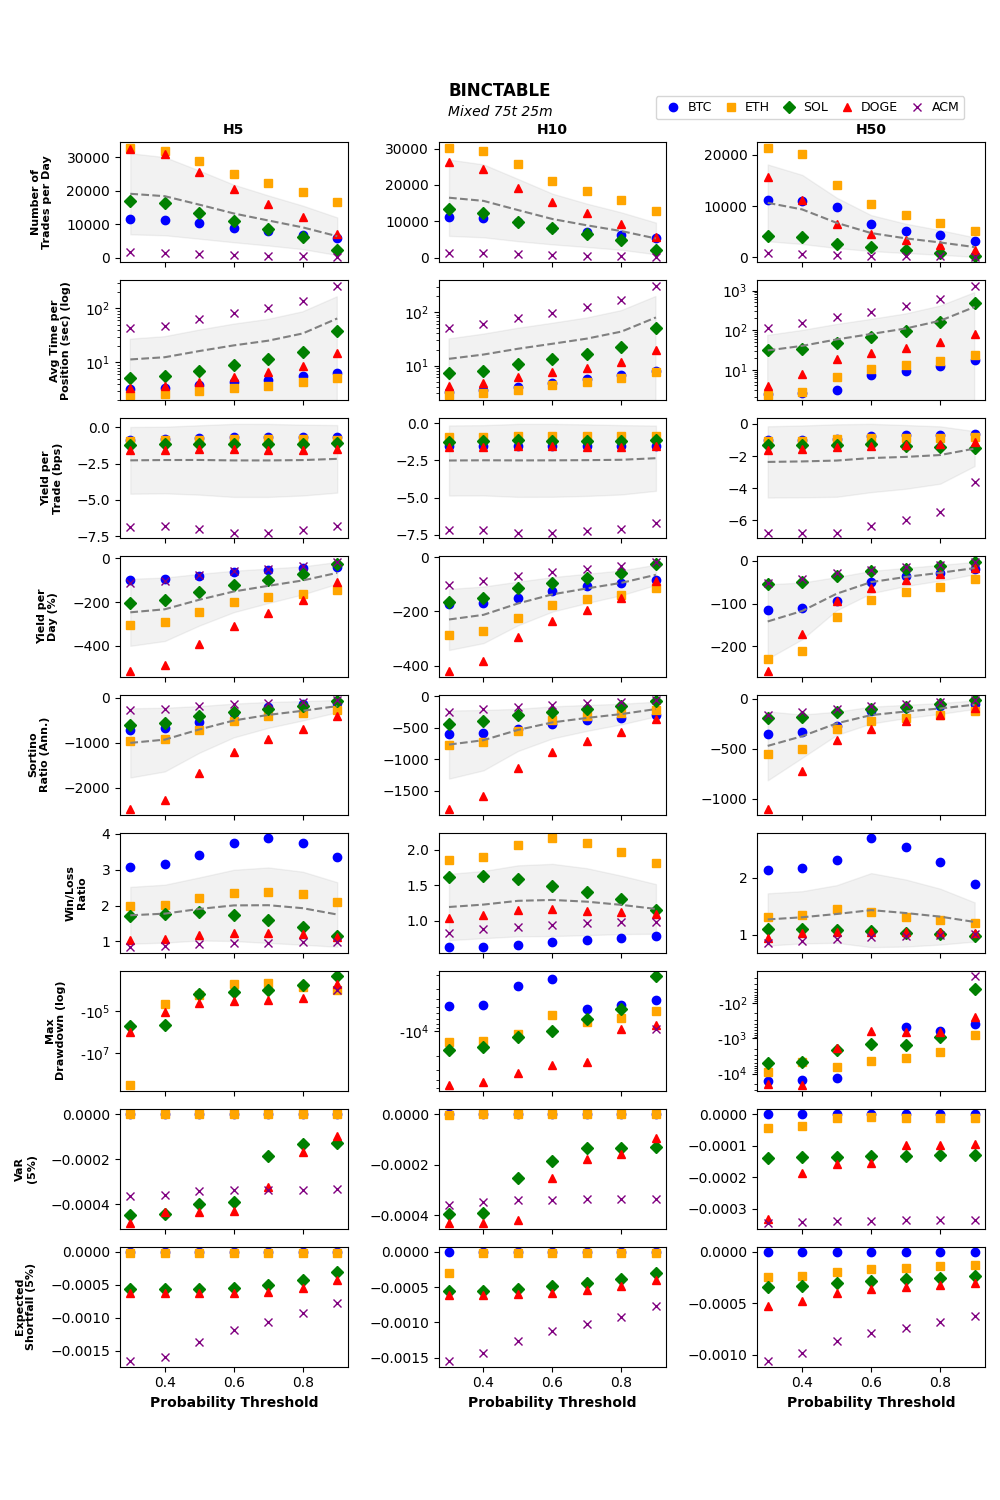 BINCTABLE
Mixed 75t 25m
BTC ETH SOL DOGE ACM
H5 H10 H50
Number of
Trades per Day
30000 20000 10000 0
30000 20000 10000 0
20000 10000 0
Avg Time per
Position (sec) (log)
10² 10¹
10² 10¹
10³ 10² 10¹
Yield per
Trade (bps)
0.0 −2.5 −5.0 −7.5
0.0 −2.5 −5.0 −7.5
0 −2 −4 −6
Yield per
Day (%)
0 −200 −400
0 −200 −400
0 −100 −200
Sortino
Ratio (Ann.)
0 −1000 −2000
0 −500 −1000 −1500
0 −500 −1000
Win/Loss
Ratio
4 3 2 1
2.0 1.5 1.0
2 1
Max
Drawdown (log)
-10⁵ -10⁷
-10⁴
-10² -10³ -10⁴
VaR
(5%)
0.0000 −0.0002 −0.0004
0.0000 −0.0002 −0.0004
0.0000 −0.0001 −0.0002 −0.0003
Expected
Shortfall (5%)
0.0000 −0.0005 −0.0010 −0.0015
0.0000 −0.0005 −0.0010 −0.0015
0.0000 −0.0005 −0.0010
0.4 0.6 0.8 0.4 0.6 0.8 0.4 0.6 0.8
Probability Threshold Probability Threshold Probability Threshold